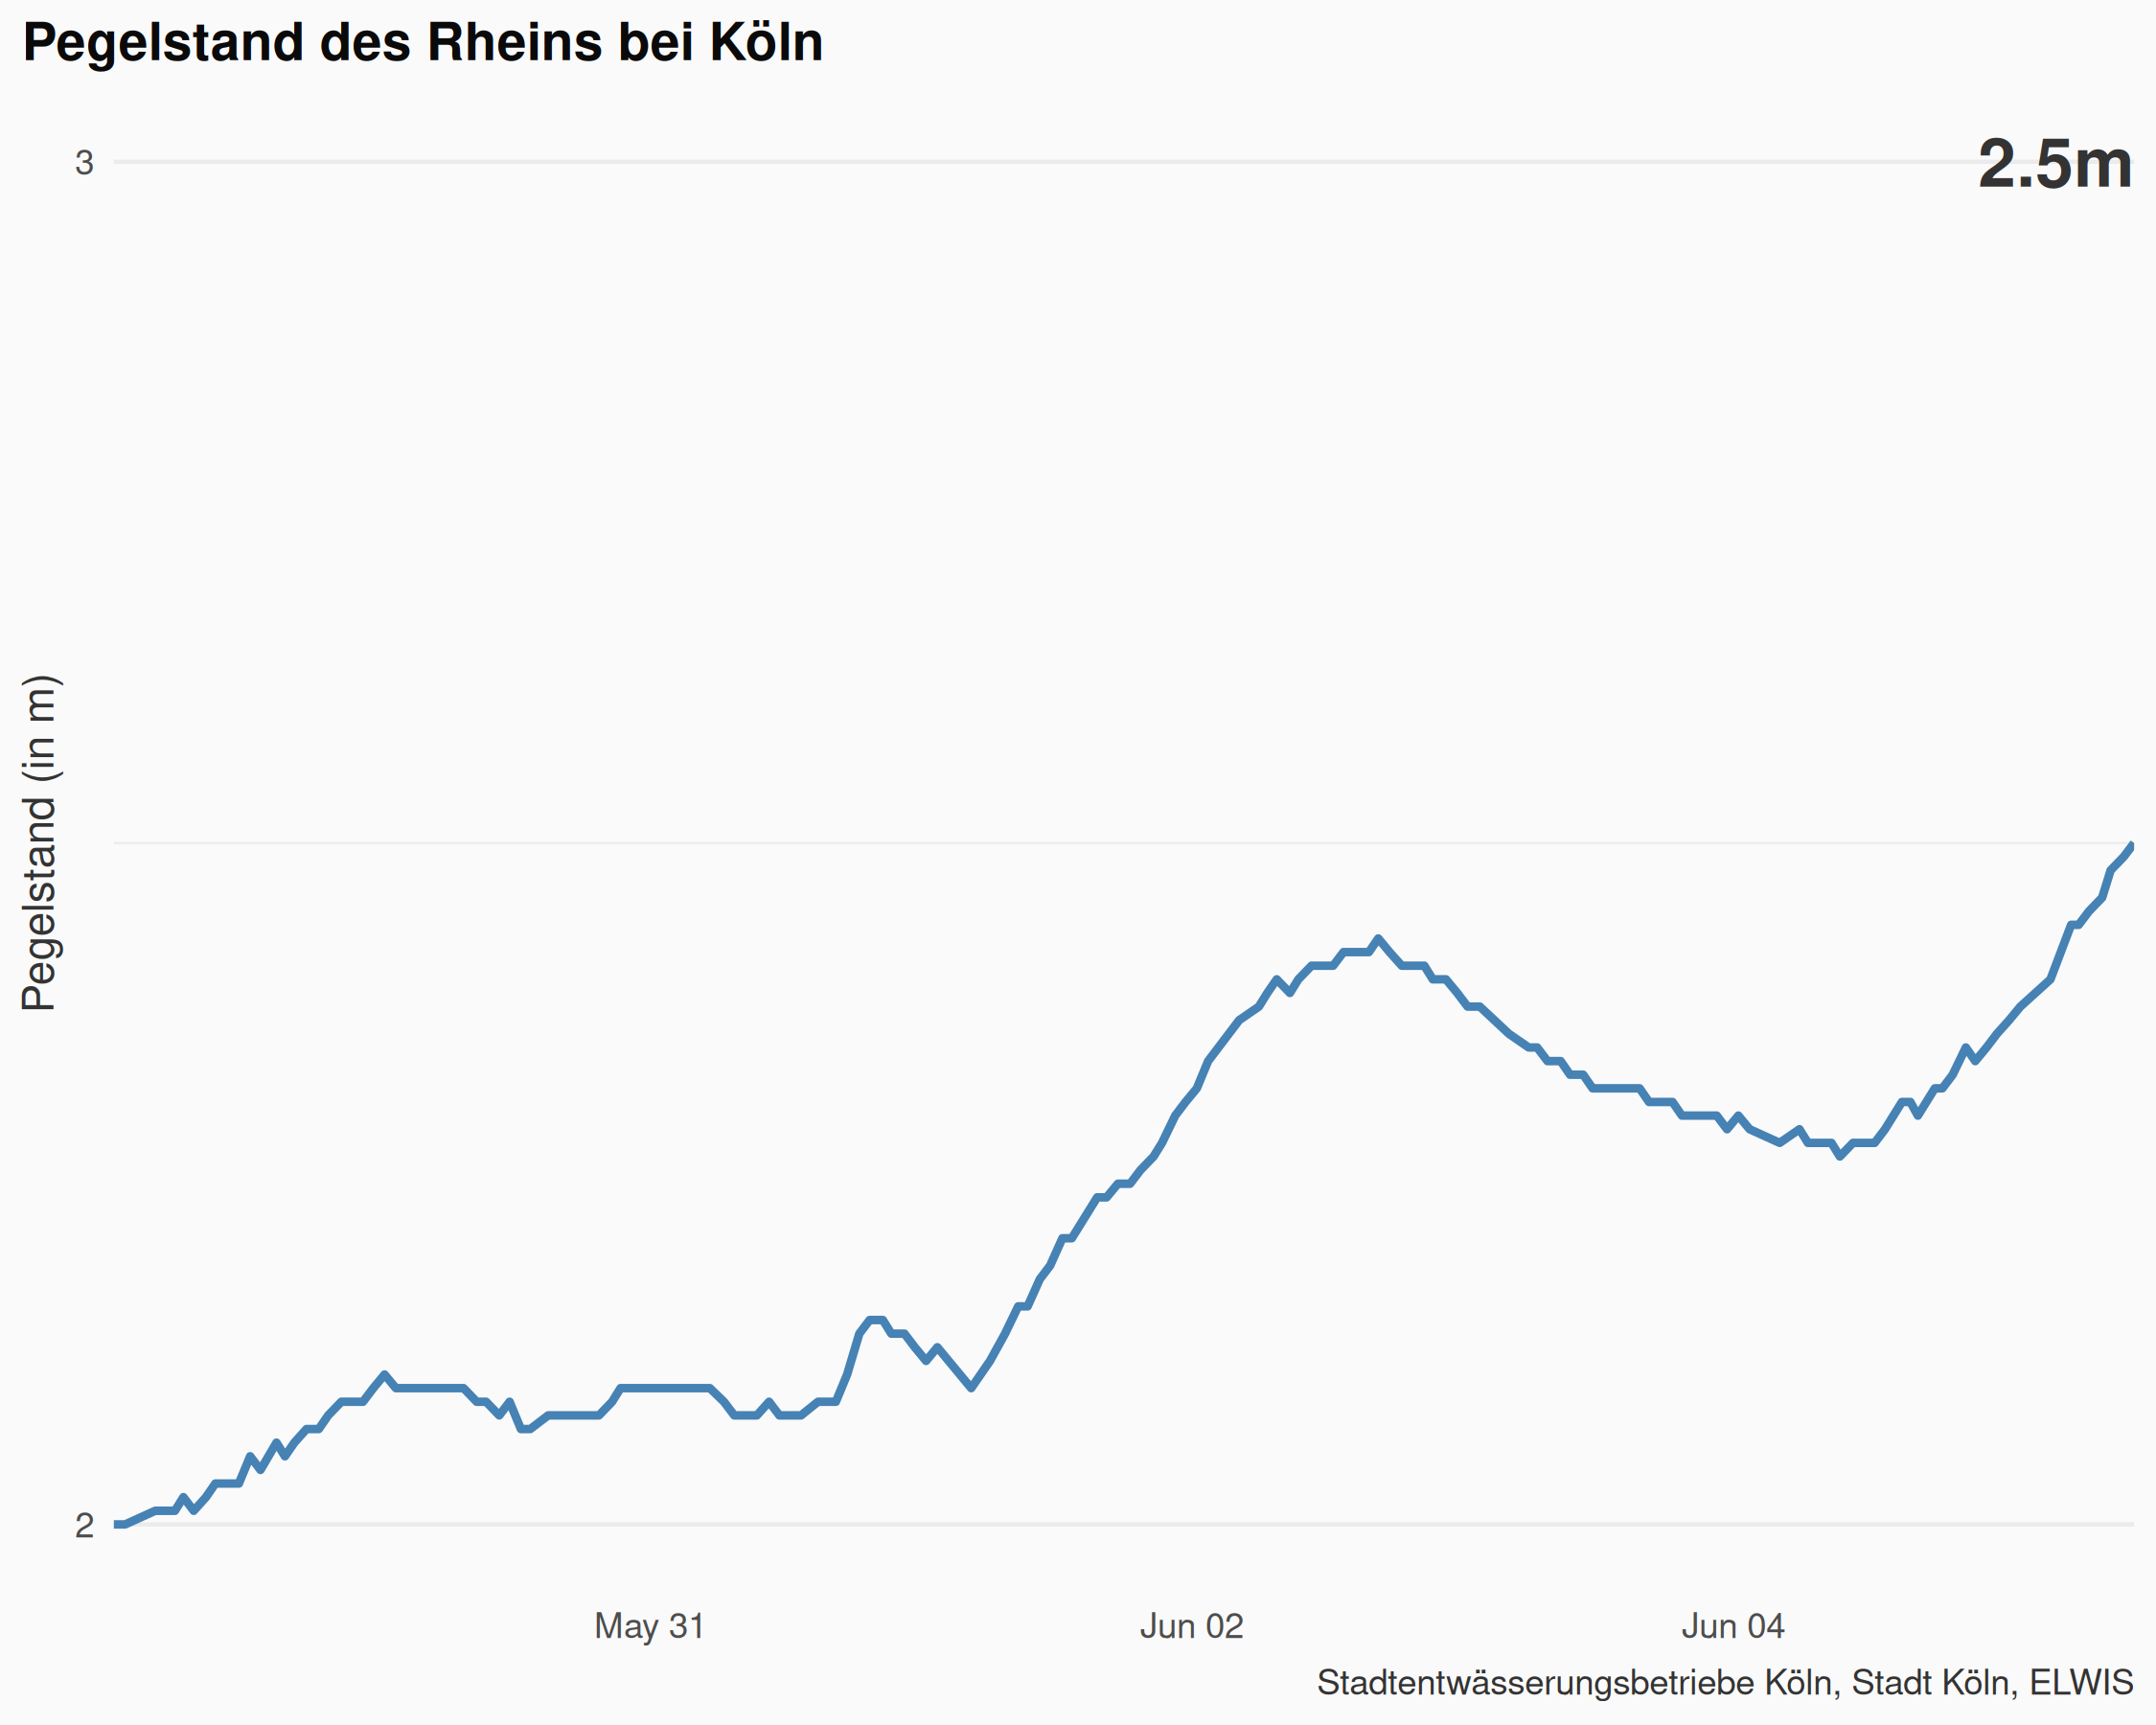 Pegelstand des Rheins bei Köln
2.5m
3
Pegelstand (in m)
2
May 31
Jun 02
Jun 04
Stadtentwässerungsbetriebe Köln, Stadt Köln, ELWIS